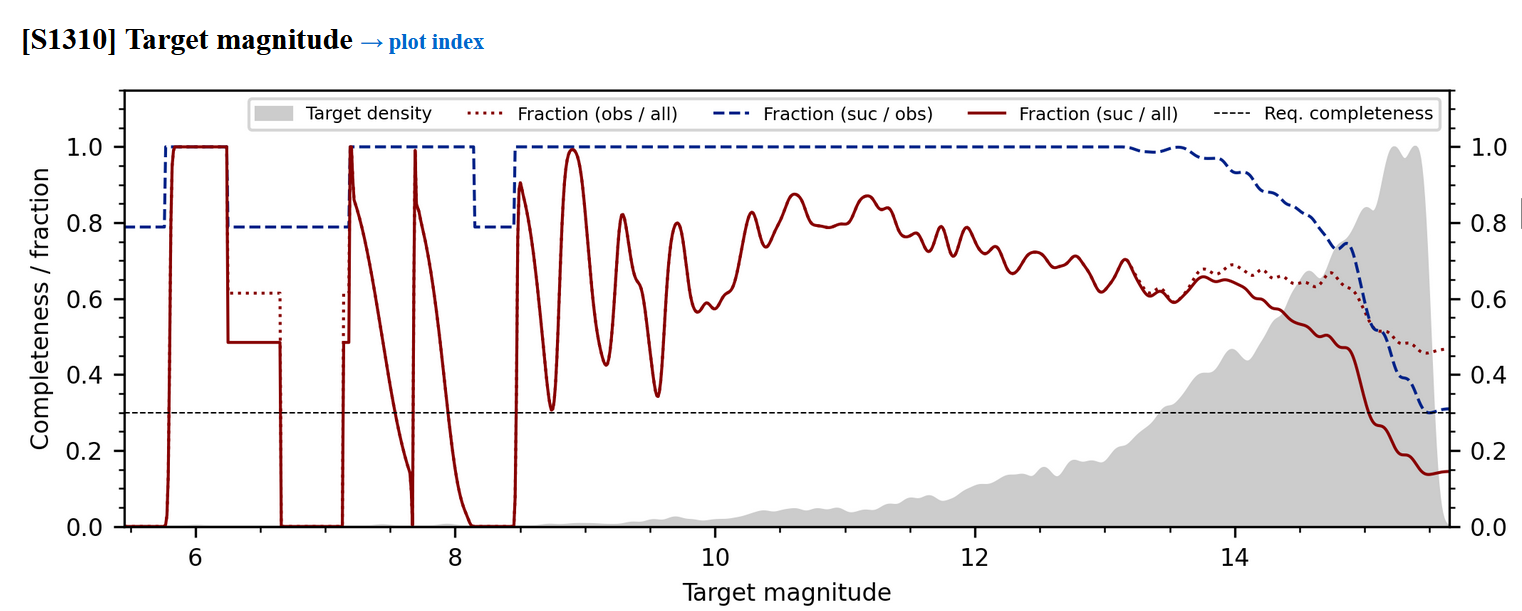 [S1310] Target magnitude → plot index
Target density Fraction (obs / all) Fraction (suc / obs) Fraction (suc / all) Req. completeness
1.0 1.0
0.8 0.8
0.6 0.6
0.4 0.4
0.2 0.2
0.0 0.0
Completeness / fraction
6 8 10 12 14
Target magnitude